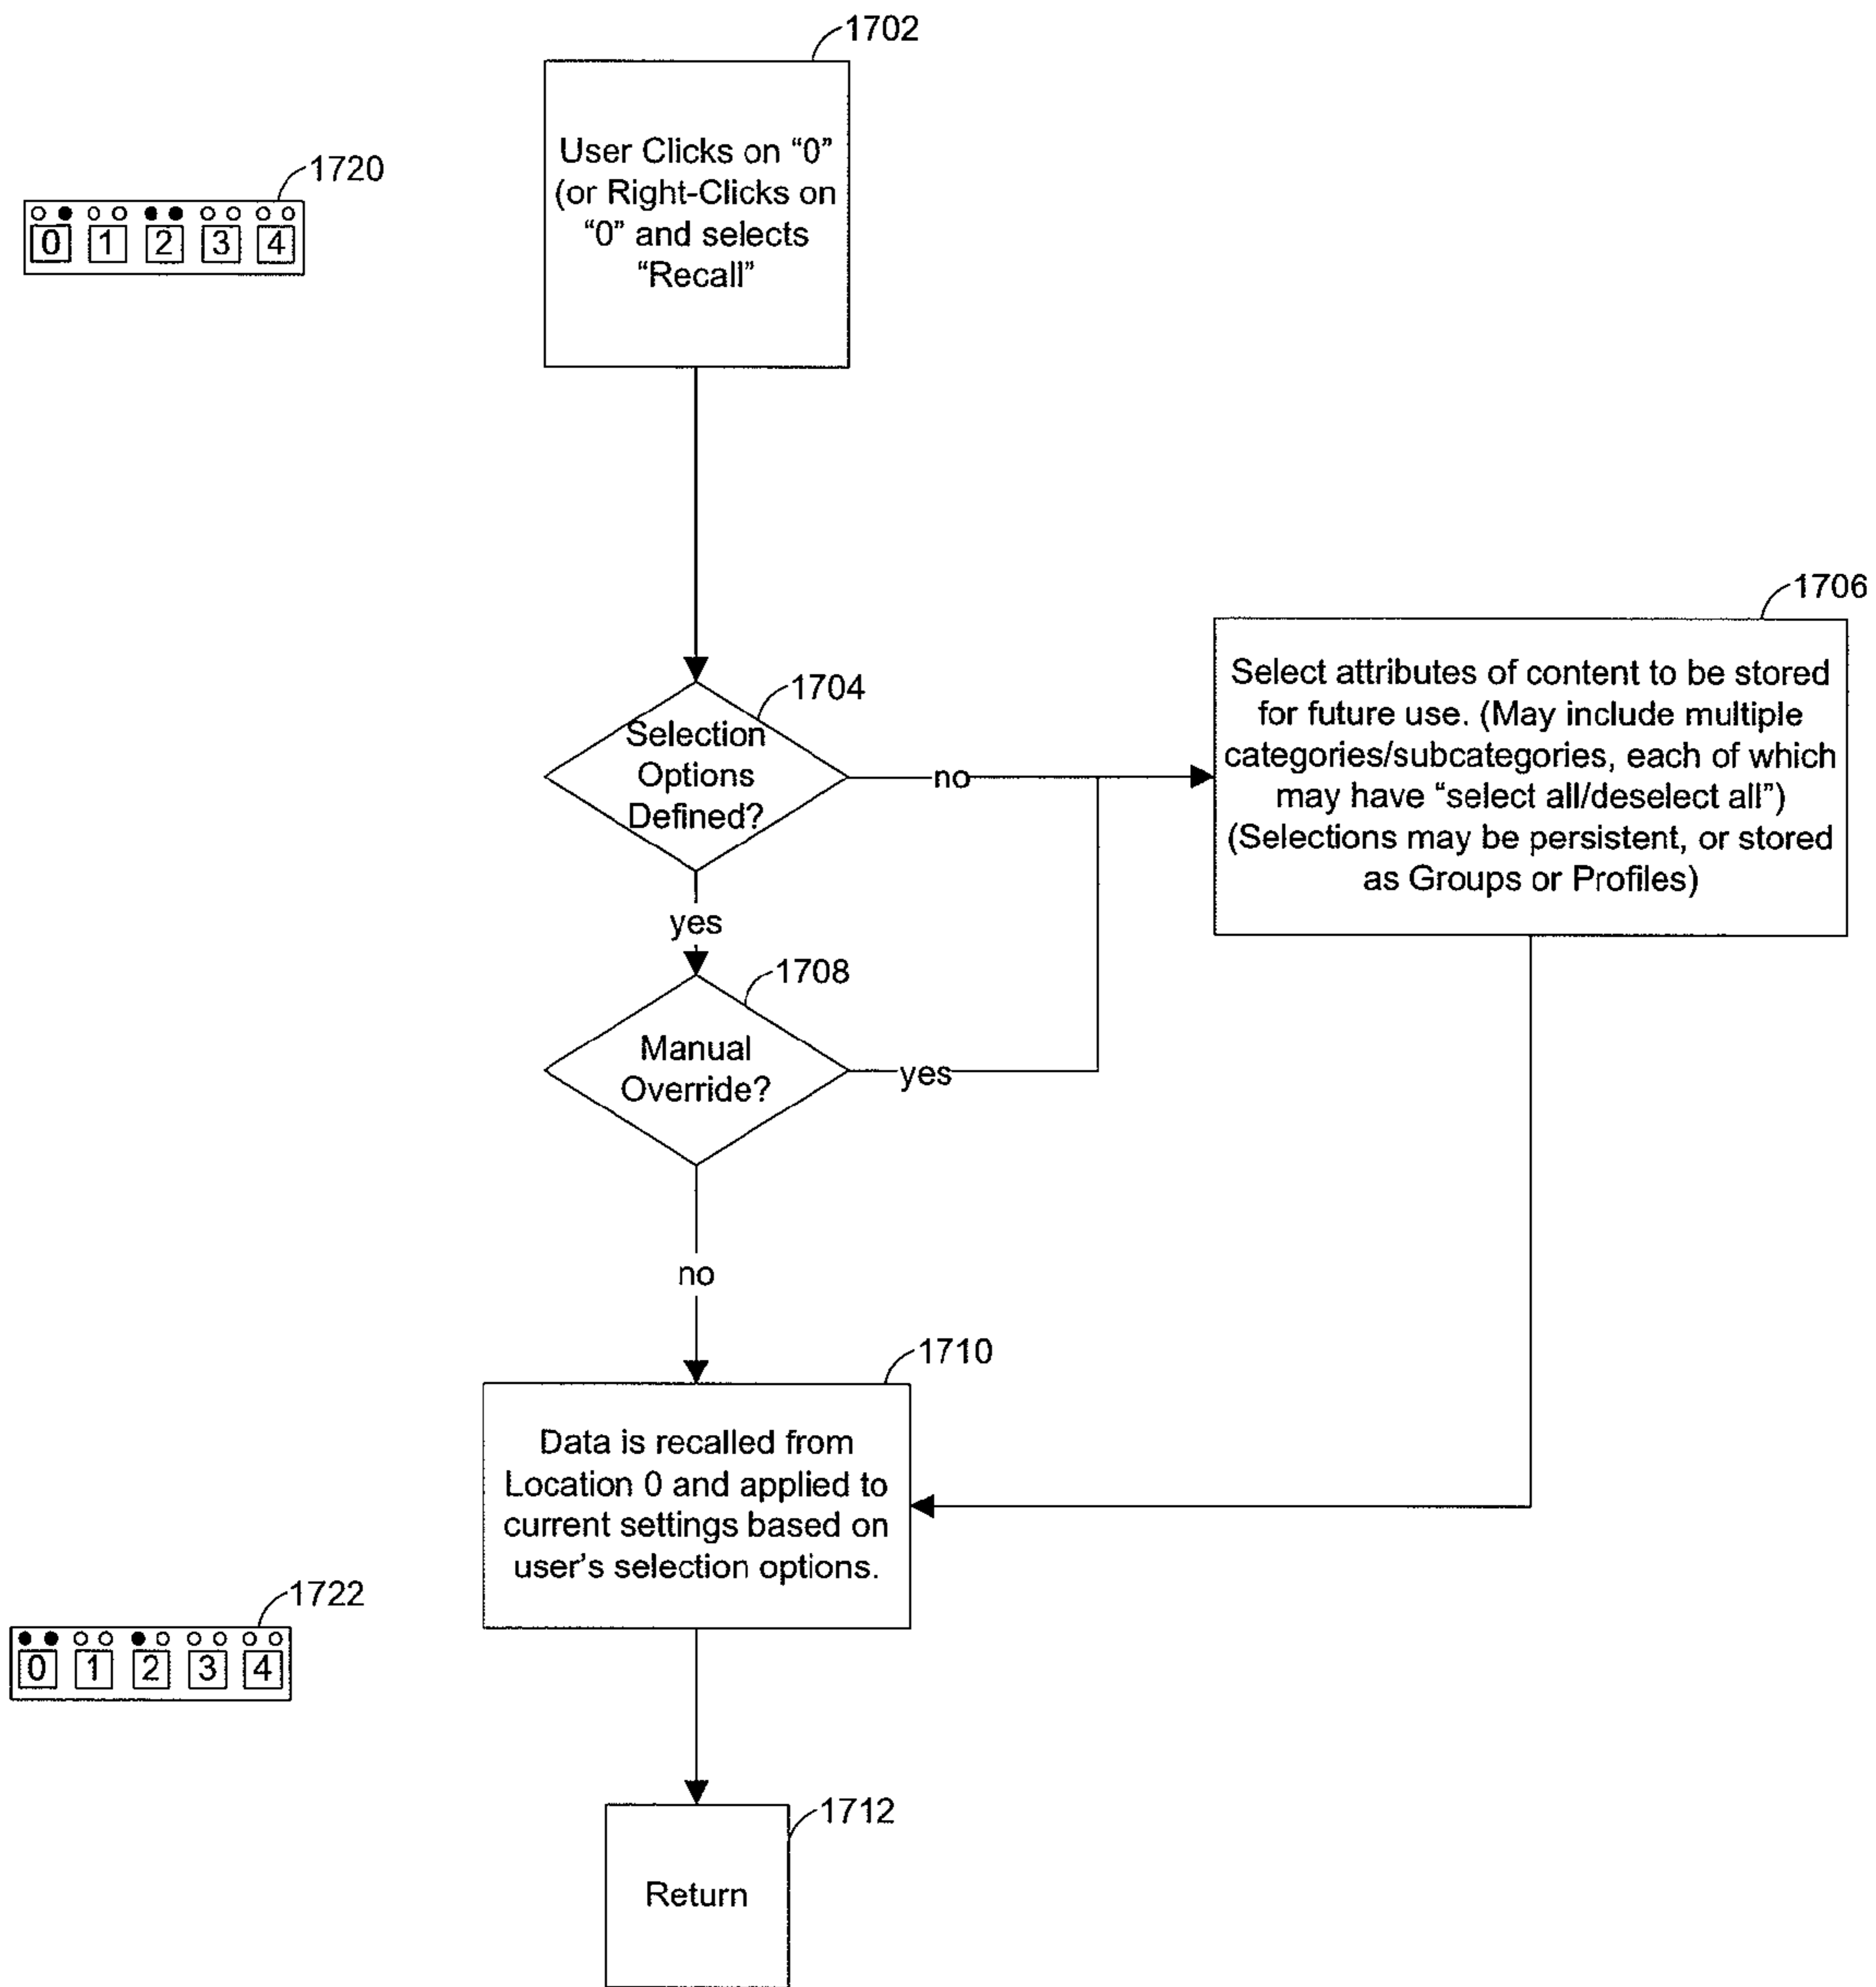 1702
User Clicks on “0”
(or Right-Clicks on
“0” and selects
“Recall”
1720
0 1 2 3 4
1704
Selection
Options
Defined?
no
yes
1706
Select attributes of content to be stored
for future use. (May include multiple
categories/subcategories, each of which
may have “select all/deselect all”)
(Selections may be persistent, or stored
as Groups or Profiles)
1708
Manual
Override?
yes
no
1710
Data is recalled from
Location 0 and applied to
current settings based on
user’s selection options.
1722
0 1 2 3 4
1712
Return